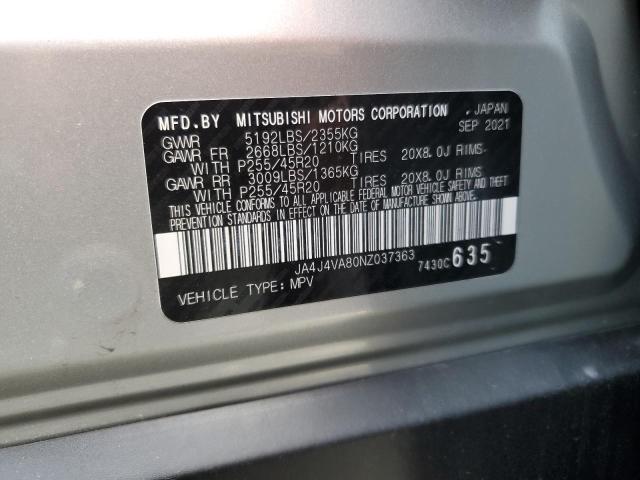 MFD.BY MITSUBISHI MOTORS CORPORATION , JAPAN
GVWR 5192LBS/2355KG SEP 2021
GAWR FR 2668LBS/1210KG
WITH P255/45R20 TIRES 20X8.0J RIMS
GAWR RR 3009LBS/1365KG
WITH P255/45R20 TIRES 20X8.0J RIMS
THIS VEHICLE CONFORMS TO ALL APPLICABLE FEDERAL MOTOR VEHICLE SAFETY AND THEFT
PREVENTION STANDARDS IN EFFECT ON THE DATE OF MANUFACTURE SHOWN ABOVE.
JA4J4VA80NZ037363
7430C 635
VEHICLE TYPE: MPV